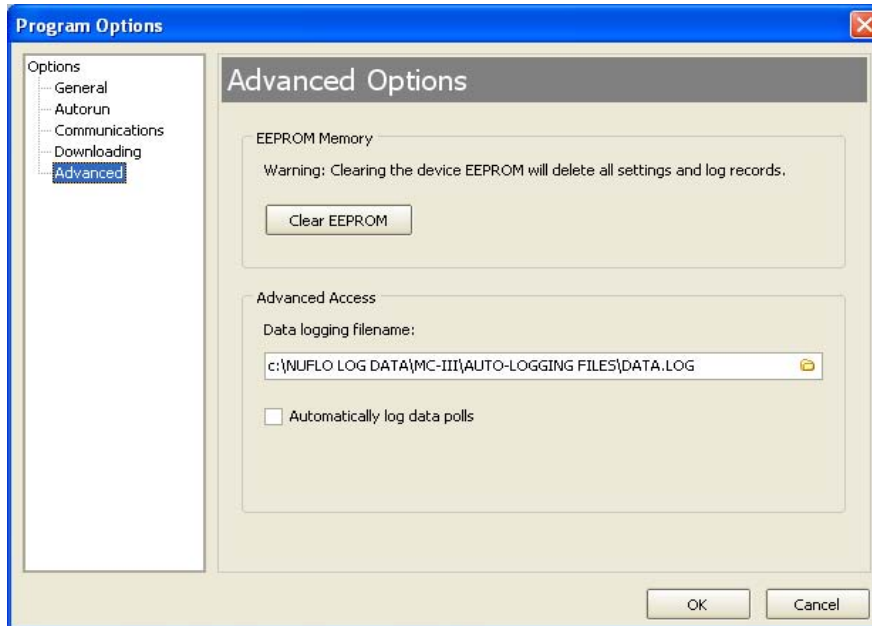 Program Options
Options
General
Autorun
Communications
Downloading
Advanced
Advanced Options
EEPROM Memory
Warning: Clearing the device EEPROM will delete all settings and log records.
Clear EEPROM
Advanced Access
Data logging filename:
c:\NUFLO LOG DATA\MC-III\AUTO-LOGGING FILES\DATA.LOG
Automatically log data polls
OK
Cancel